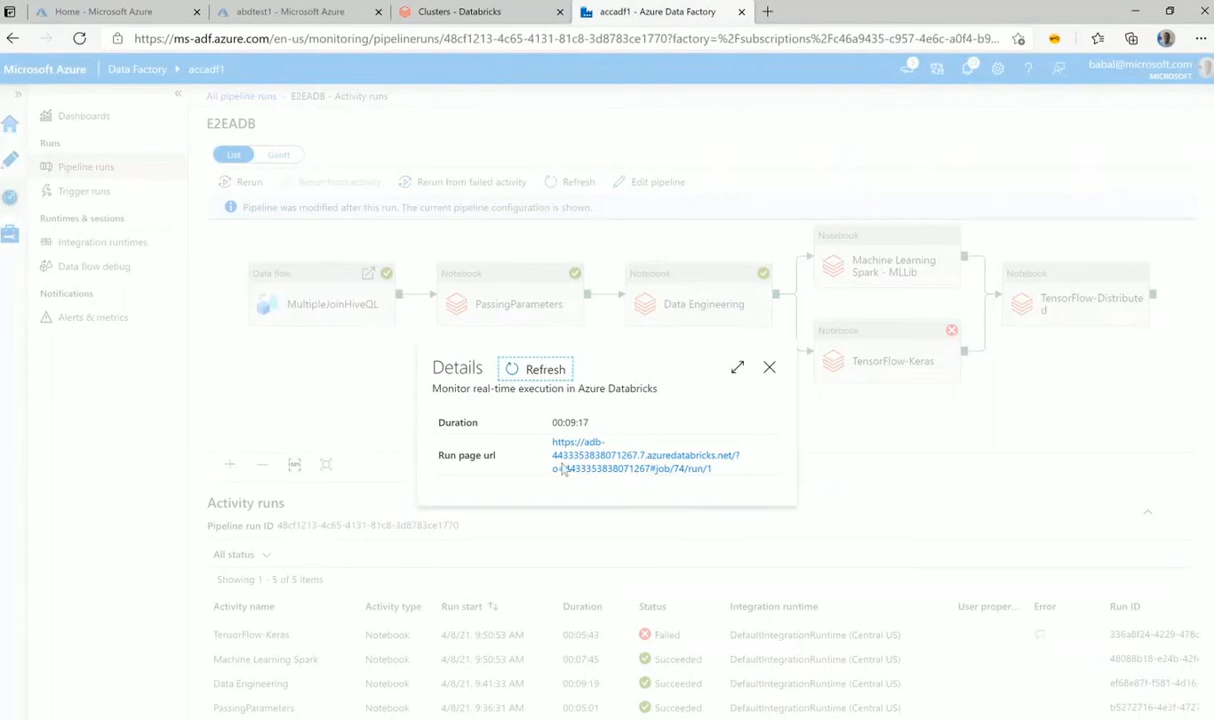 Home - Microsoft Azure
abdtest1 - Microsoft Azure
Clusters - Databricks
accadf1 - Azure Data Factory
https://ms-adf.azure.com/en-us/monitoring/pipelineruns/48cf1213-4c65-4131-81c8-3d8783ce1770?factory=%2Fsubscriptions%2Fc46a9435-c957-4e6c-a0f4-b9...
Microsoft Azure
Data Factory
accadf1
babal@microsoft.com
MICROSOFT
All pipeline runs
E2EADB - Activity runs
Dashboards
E2EADB
Runs
List
Gantt
Pipeline runs
Rerun
Rerun from activity
Rerun from failed activity
Refresh
Edit pipeline
Trigger runs
Pipeline was modified after this run. The current pipeline configuration is shown.
Runtimes & sessions
Integration runtimes
Data flow debug
Notifications
Alerts & metrics
Data flow
MultipleJoinHiveQL
Notebook
PassingParameters
Notebook
Data Engineering
Notebook
Machine Learning
Spark - MLLib
Notebook
TensorFlow-Keras
Notebook
TensorFlow-Distribute
d
Details
Refresh
Monitor real-time execution in Azure Databricks
Duration
00:09:17
Run page url
https://adb-
4433353838071267.7.azuredatabricks.net/?
o=4433353838071267#job/74/run/1
Activity runs
Pipeline run ID 48cf1213-4c65-4131-81c8-3d8783ce1770
All status
Showing 1 - 5 of 5 items
Activity name
Activity type
Run start
Duration
Status
Integration runtime
User proper...
Error
Run ID
TensorFlow-Keras
Notebook
4/8/21, 9:50:53 AM
00:05:43
Failed
DefaultIntegrationRuntime (Central US)
336a8f24-4229-478c
Machine Learning Spark
Notebook
4/8/21, 9:50:53 AM
00:07:45
Succeeded
DefaultIntegrationRuntime (Central US)
48088b18-e24b-42f
Data Engineering
Notebook
4/8/21, 9:41:33 AM
00:09:19
Succeeded
DefaultIntegrationRuntime (Central US)
ef68e87f-f581-4d16-
PassingParameters
Notebook
4/8/21, 9:36:31 AM
00:05:01
Succeeded
DefaultIntegrationRuntime (Central US)
b5272716-4e3f-4727